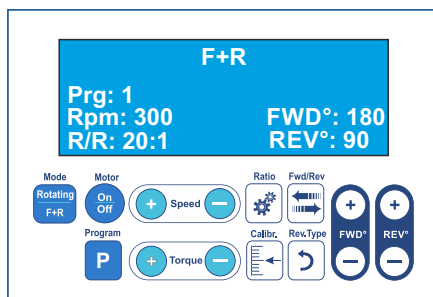 F+R
Prg: 1
Rpm: 300 FWD°: 180
R/R: 20:1 REV°: 90
Mode Motor Ratio Fwd/Rev
Rotating On + Speed − + +
F+R Off
FWD° REV°
Program Calibr. Rev.Type
P + Torque − − −